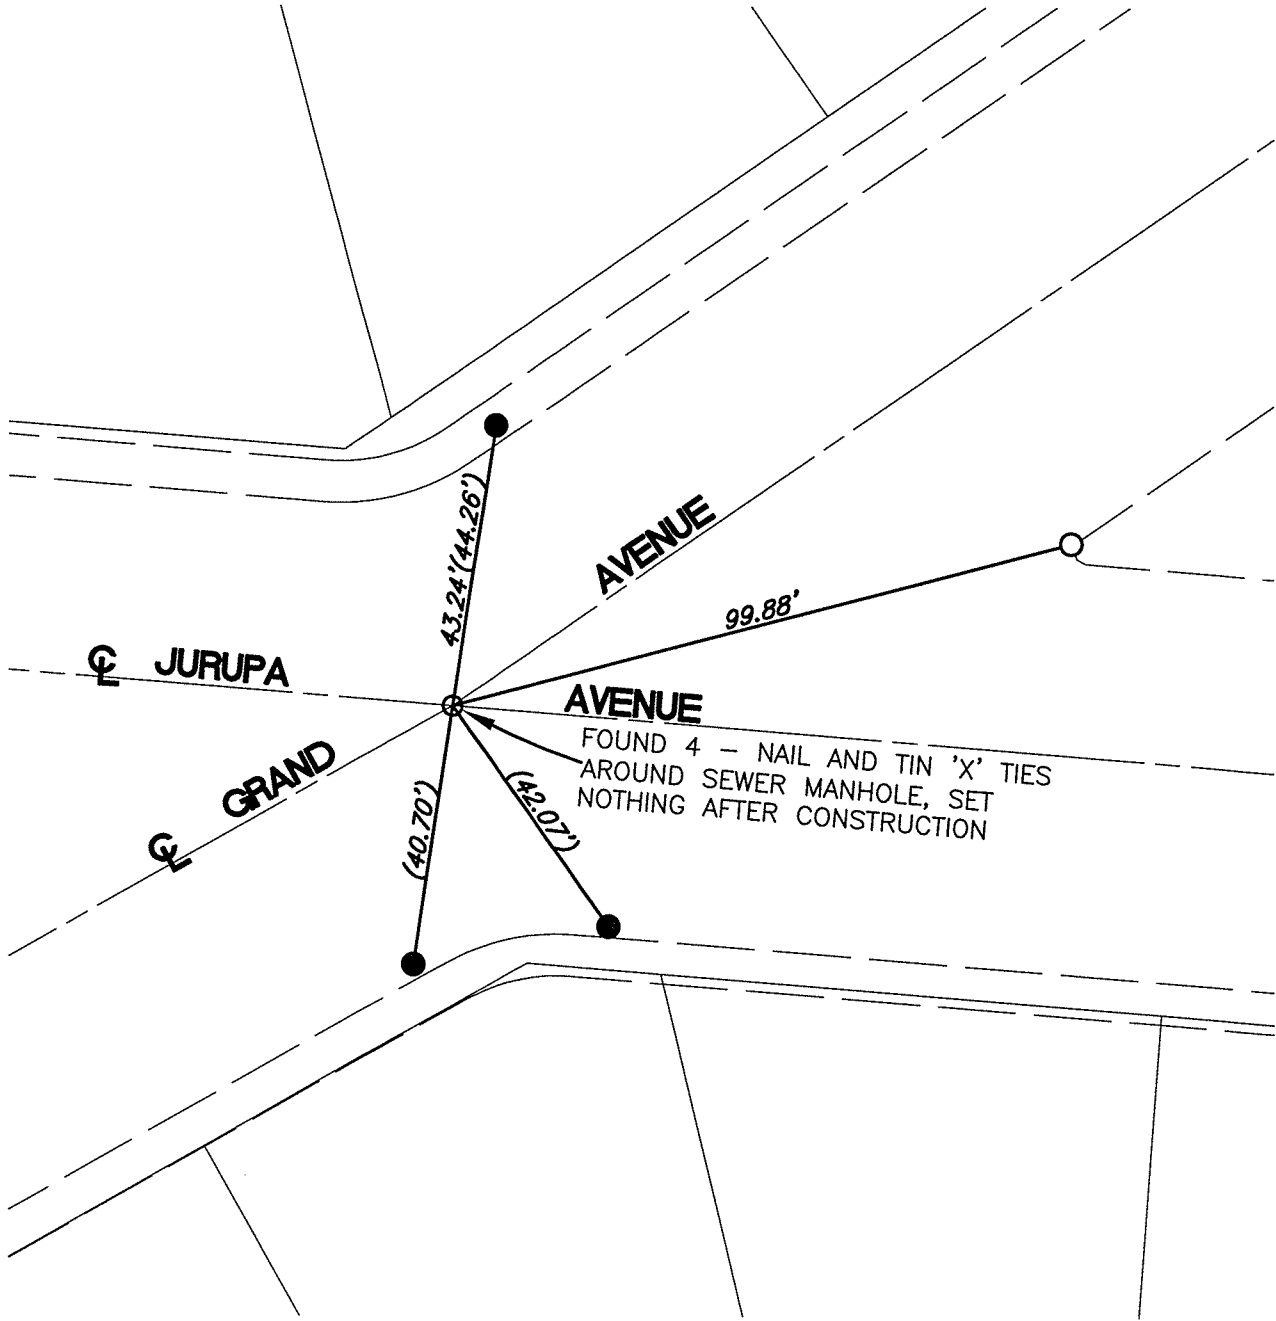 43.24'(44.26')
AVENUE
99.88'
℄ JURUPA AVENUE
℄ GRAND
FOUND 4 – NAIL AND TIN 'X' TIES
AROUND SEWER MANHOLE, SET
NOTHING AFTER CONSTRUCTION
(40.70')
(42.07')